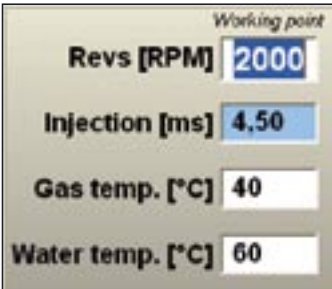 Working point
Revs [RPM] 2000
Injection [ms] 4,50
Gas temp. [°C] 40
Water temp. [°C] 60